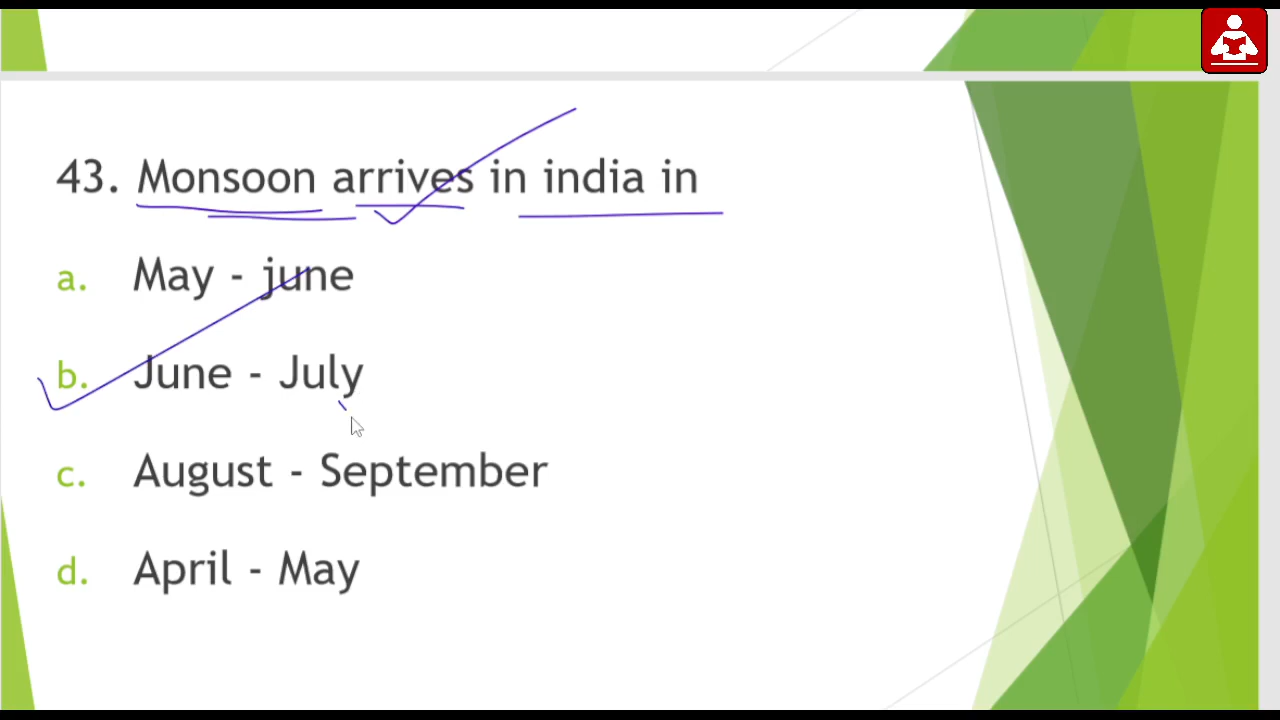 43. Monsoon arrives in india in
a. May - june
b. June - July
c. August - September
d. April - May